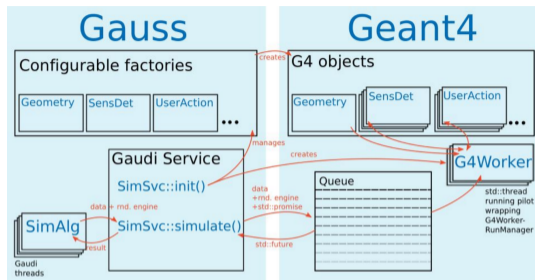 Gauss
Geant4
Configurable factories
creates
G4 objects
Geometry
SensDet
UserAction
...
Geometry
SensDet
UserAction
...
manages
Gaudi Service
creates
G4Worker
SimSvc::init()
data
+rnd. engine
+std::promise
Queue
std::thread
running pilot
wrapping
G4Worker-
RunManager
data + rnd. engine
SimAlg
SimSvc::simulate()
result
std::future
Gaudi
threads